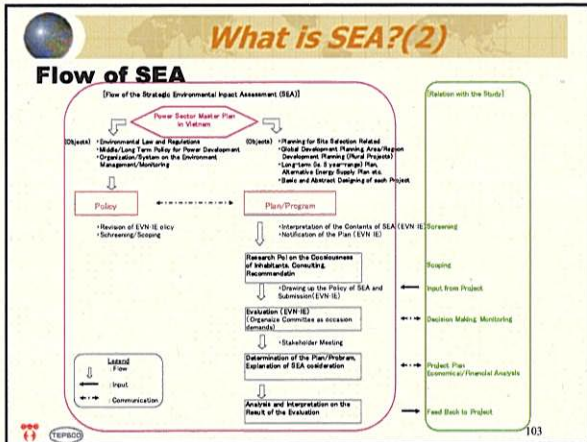 What is SEA?(2)
Flow of SEA
[Flow of the Strategic Environmental Impact Assessment (SEA)]
[Relation with the Study]
Power Sector Master Plan
in Vietnam
(Objects)
•Environmental Law and Regulations
•Middle/Long Term Policy for Power Development
•Organization/System on the Environment
Management/Monitoring
(Objects)
•Planning for Site Selection Related
•Global Development Planning Area/Region
Development Planning (Plural Projects)
•Long-term (ie. 5 year-range) Plan,
Alternative Energy Supply Plan etc.
•Basic and Abstract Designing of each Project
Policy
Plan/Program
•Revision of EVN-IE olicy
•Schreening/Scoping
•Interpretation of the Contents of SEA (EVN IE)
•Notification of the Plan (EVN IE)
Screening
Research Pol on the Cocsiousness
of Inhabitants, Consulting,
Recommendatin
Scoping
•Drawing up the Policy of SEA and
Submission(EVN-IE)
Input from Project
Evaluation (EVN-IE)
(Organaize Committee as occasion
demands)
Decision Making, Monitoring
•Stakeholder Meeting
Determination of the Plan/Probram,
Explanation of SEA cosideration
Project Plan
Economical/Financial Analysis
Analysis and Interpretation on the
Result of the Evaluation
Feed Back to Project
Legend
: Flow
: Input
: Communication
TEPSCO
103